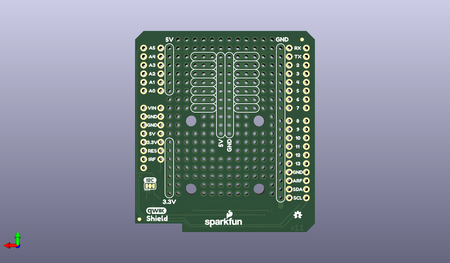 5V
GND
A5
A4
A3
A2
A1
A0
RX
TX
2
3
4
5
6
7
VIN
GND
GND
5V
3.3V
RES
IRF
8
9
10
11
12
13
GND
ARF
SDA
SCL
5V
GND
I2C
3.3V
QWIIC
Shield
sparkfun